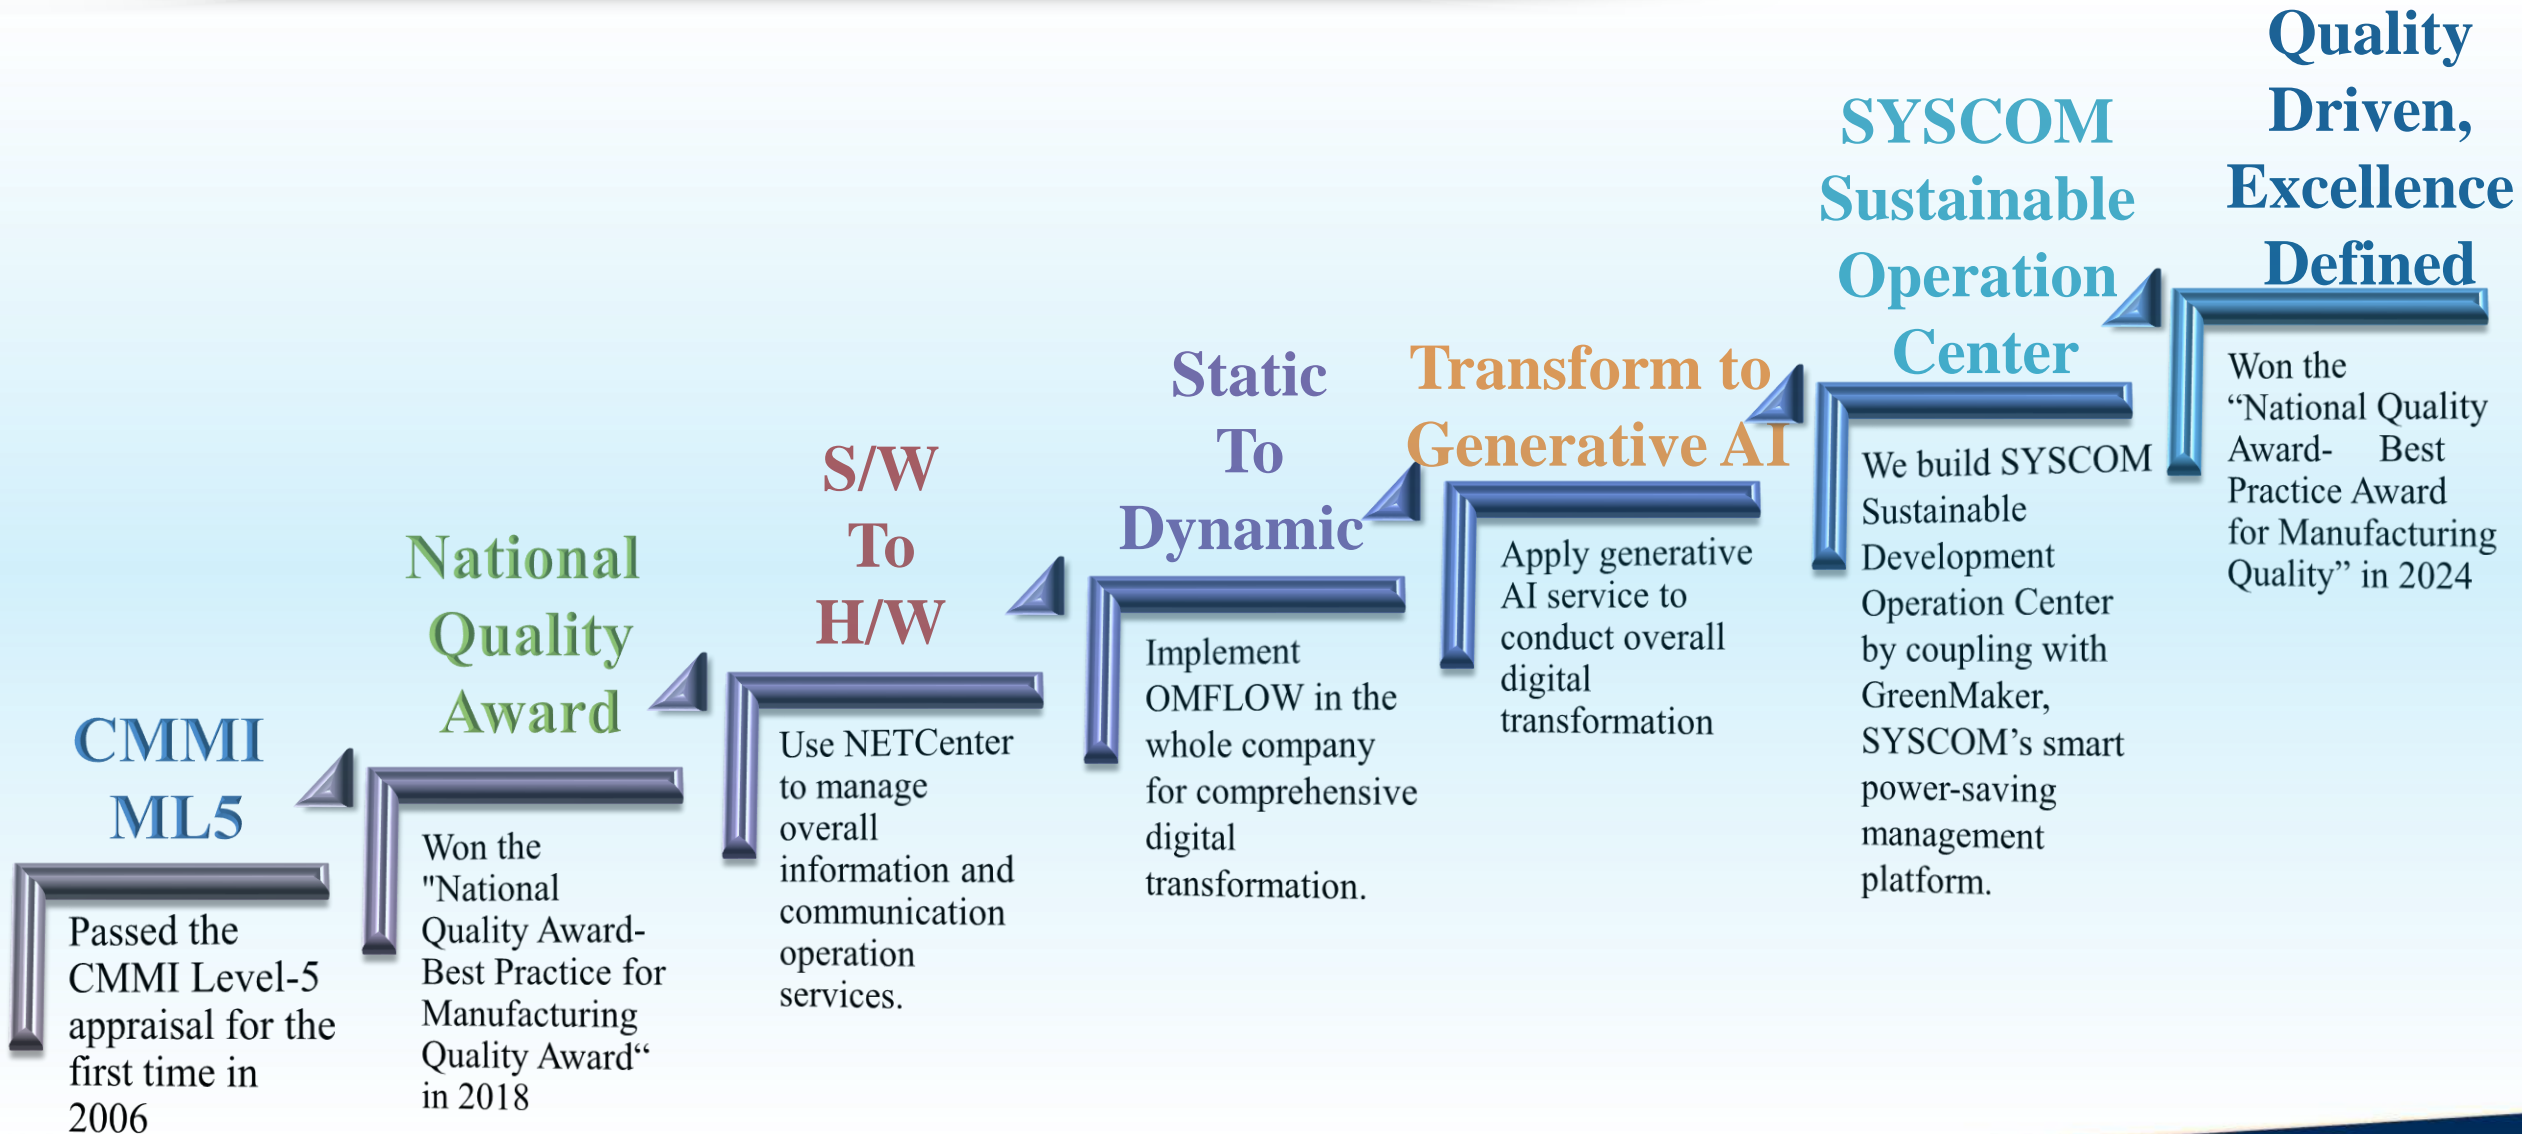 CMMI
ML5
Passed the
CMMI Level-5
appraisal for the
first time in
2006
National
Quality
Award
Won the
"National
Quality Award-
Best Practice for
Manufacturing
Quality Award“
in 2018
S/W
To
H/W
Use NETCenter
to manage
overall
information and
communication
operation
services.
Static
To
Dynamic
Implement
OMFLOW in the
whole company
for comprehensive
digital
transformation.
Transform to
Generative AI
Apply generative
AI service to
conduct overall
digital
transformation
SYSCOM
Sustainable
Operation
Center
We build SYSCOM
Sustainable
Development
Operation Center
by coupling with
GreenMaker,
SYSCOM’s smart
power-saving
management
platform.
Quality
Driven,
Excellence
Defined
Won the
“National Quality
Award- Best
Practice Award
for Manufacturing
Quality” in 2024